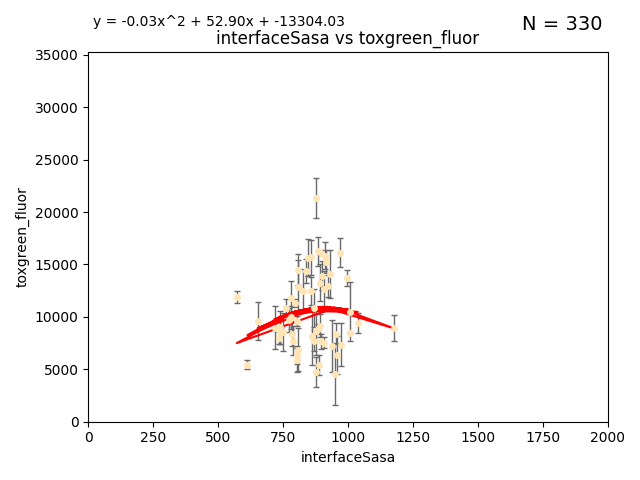 y = -0.03x^2 + 52.90x + -13304.03
N = 330
interfaceSasa vs toxgreen_fluor
35000
30000
25000
20000
15000
10000
5000
0
toxgreen_fluor
0 250 500 750 1000 1250 1500 1750 2000
interfaceSasa